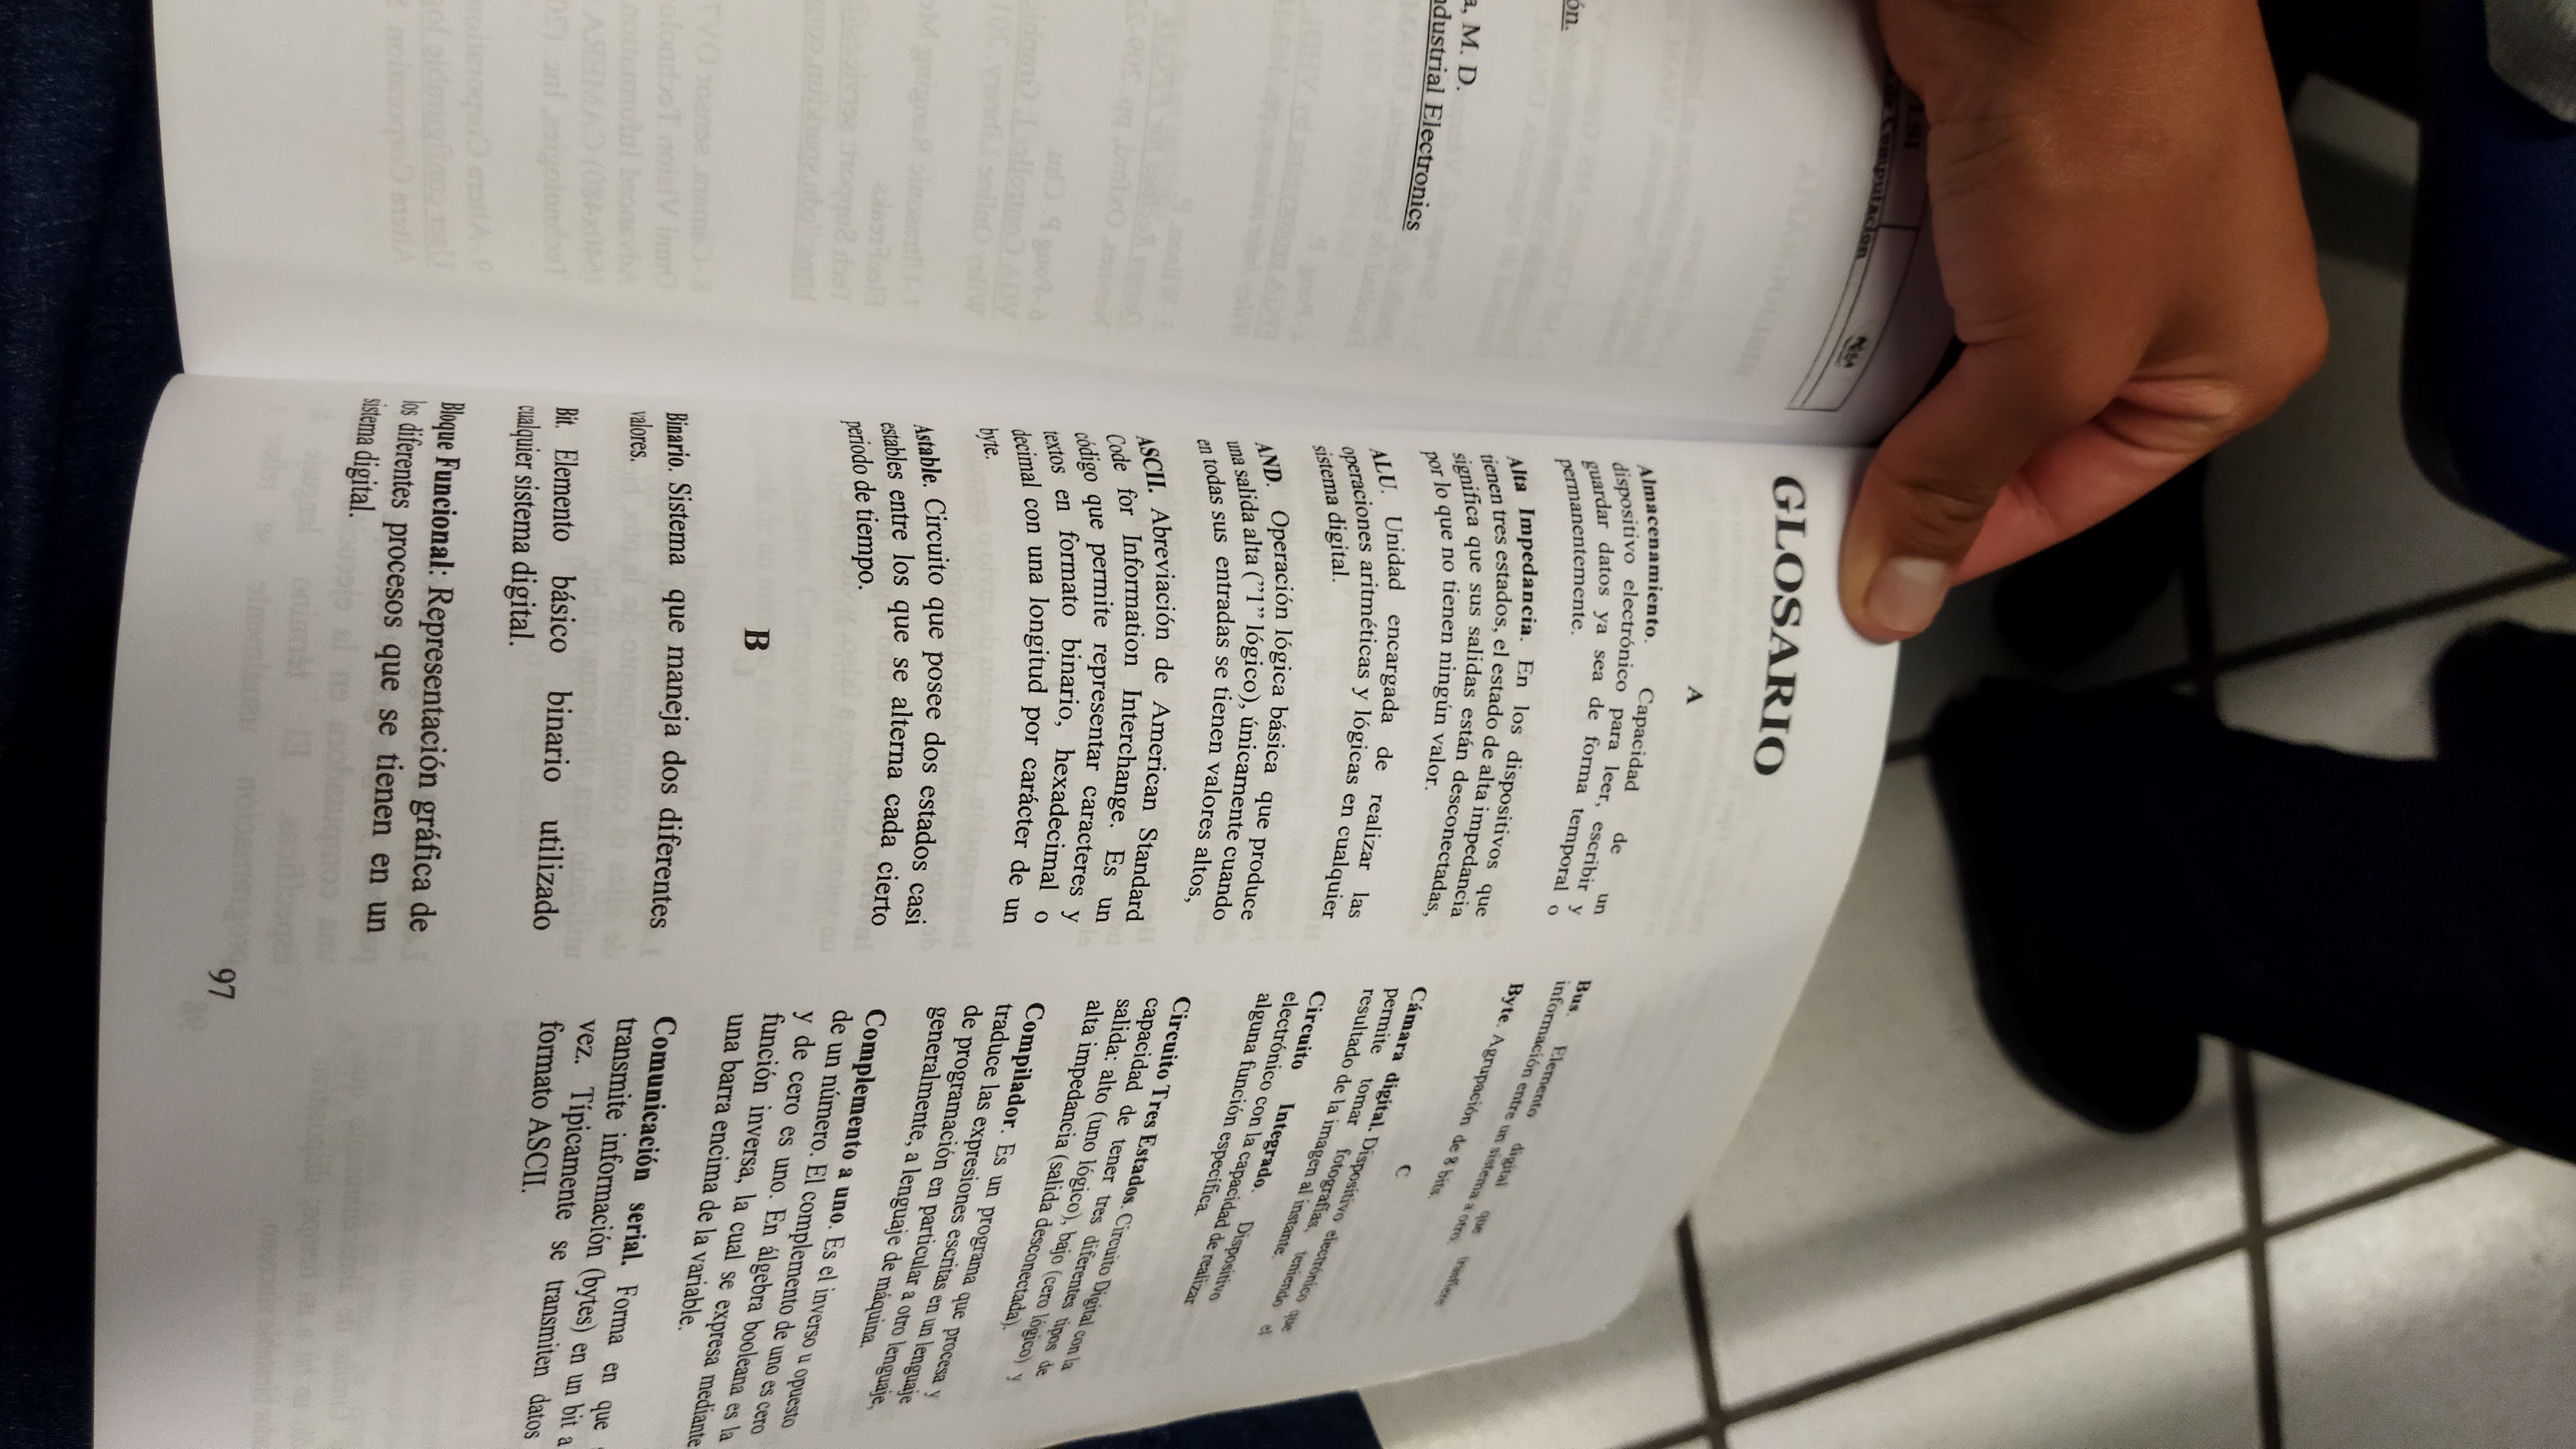 LSI
de Computación
ón.
a, M. D.
ndustrial Electronics
GLOSARIO
A
Almacenamiento. Capacidad de un
dispositivo electrónico para leer, escribir y
guardar datos ya sea de forma temporal o
permanentemente.
Alta Impedancia. En los dispositivos que
tienen tres estados, el estado de alta impedancia
significa que sus salidas están desconectadas,
por lo que no tienen ningún valor.
ALU. Unidad encargada de realizar las
operaciones aritméticas y lógicas en cualquier
sistema digital.
AND. Operación lógica básica que produce
una salida alta (”1” lógico), únicamente cuando
en todas sus entradas se tienen valores altos,
ASCII. Abreviación de American Standard
Code for Information Interchange. Es un
código que permite representar caracteres y
textos en formato binario, hexadecimal o
decimal con una longitud por carácter de un
byte.
Astable. Circuito que posee dos estados casi
estables entre los que se alterna cada cierto
periodo de tiempo.
B
Binario. Sistema que maneja dos diferentes
valores.
Bit. Elemento básico binario utilizado
cualquier sistema digital.
Bloque Funcional: Representación gráfica de
los diferentes procesos que se tienen en un
sistema digital.
Bus. Elemento digital que trasfiere
información entre un sistema a otro.
Byte. Agrupación de 8 bits.
C
Cámara digital. Dispositivo electrónico que
permite tomar fotografías, teniendo el
resultado de la imagen al instante.
Circuito Integrado. Dispositivo
electrónico con la capacidad de realizar
alguna función específica.
Circuito Tres Estados. Circuito Digital con la
capacidad de tener tres diferentes tipos de
salida: alto (uno lógico), bajo (cero lógico) y
alta impedancia (salida desconectada).
Compilador. Es un programa que procesa y
traduce las expresiones escritas en un lenguaje
de programación en particular a otro lenguaje,
generalmente, a lenguaje de máquina.
Complemento a uno. Es el inverso u opuesto
de un número. El complemento de uno es cero
y de cero es uno. En álgebra booleana es la
función inversa, la cual se expresa mediante
una barra encima de la variable.
Comunicación serial. Forma en que
transmite información (bytes) en un bit a
vez. Típicamente se transmiten datos
formato ASCII.
97